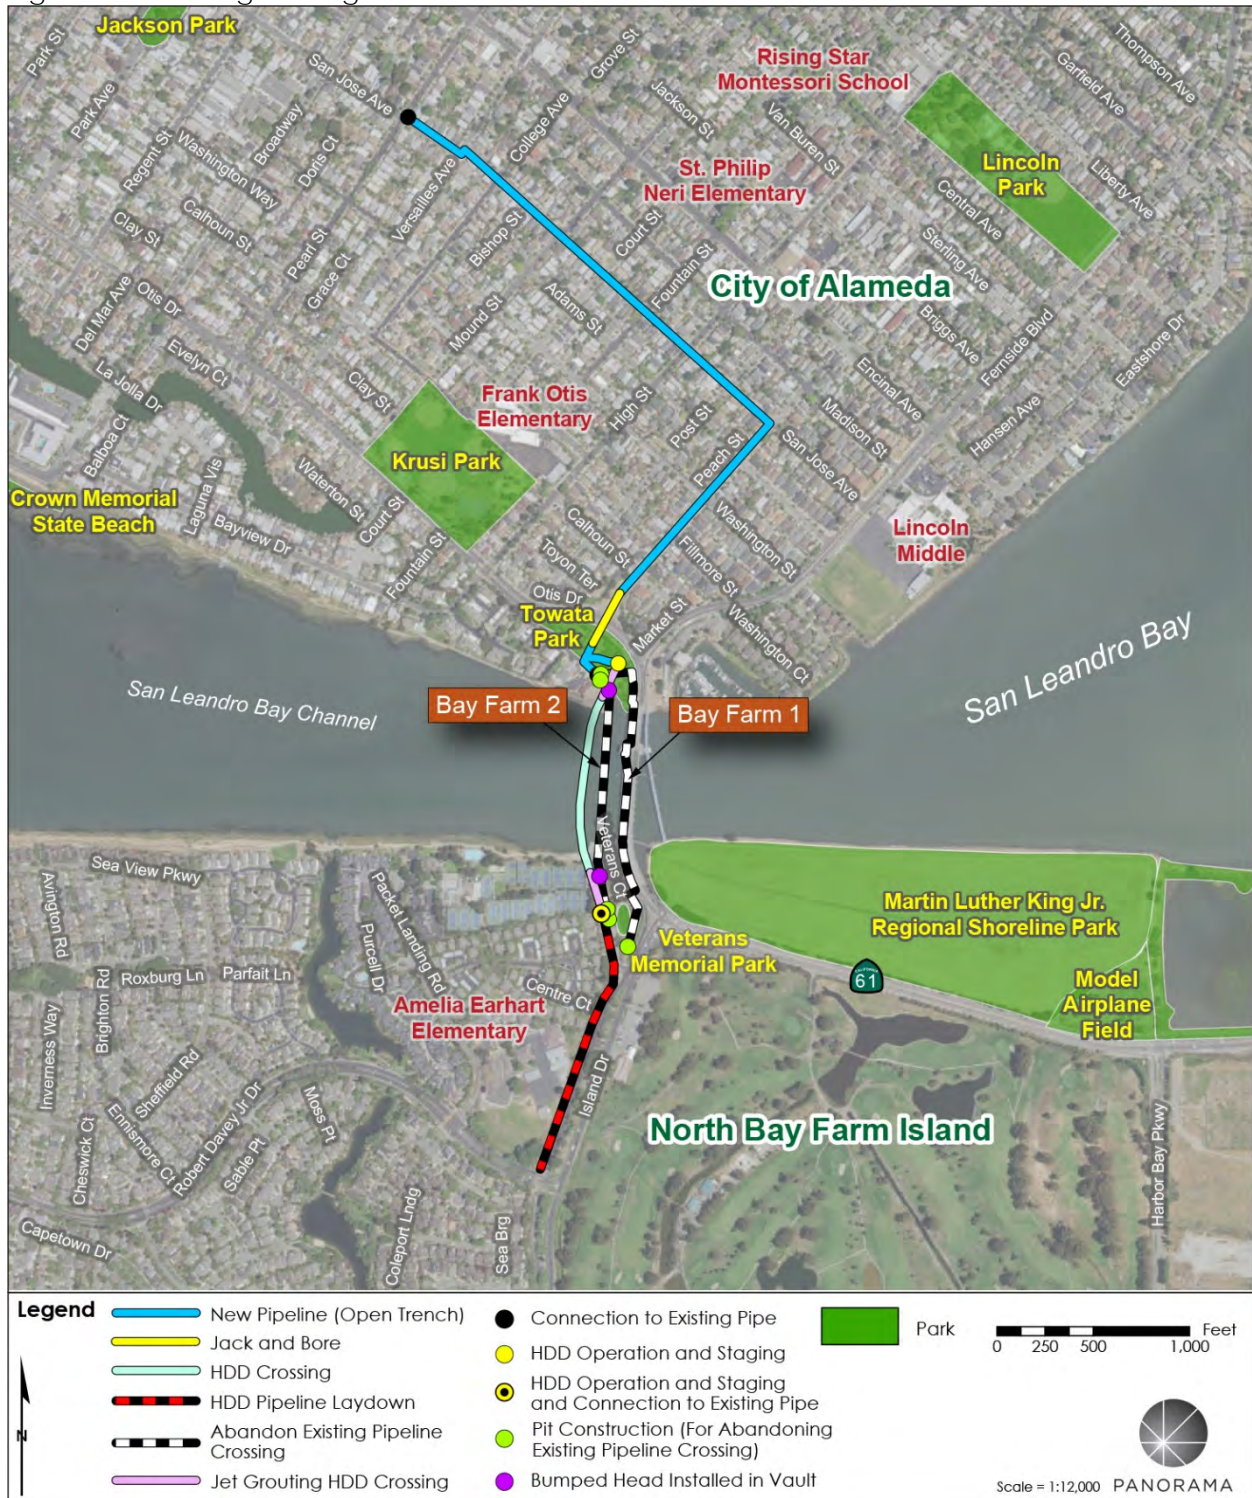 Jackson Park
Park St
San Jose Ave
Grove St
Rising Star
Montessori School
Thompson Ave
Garfield Ave
Park Ave
Broadway
College Ave
Jackson St
Van Buren St
Regent St
Washington Way
Doris Ct
Versailles Ave
St. Philip
Neri Elementary
Lincoln
Park
Liberty Ave
Clay St
Calhoun St
Pearl St
Grace Ct
Bishop St
Court St
Fountain St
Central Ave
Sterling Ave
City of Alameda
Del Mar Ave
Otis Dr
Evelyn Ct
Mound St
Adams St
Briggs Ave
Fernside Blvd
Eastshore Dr
La Jolla Dr
Clay St
Frank Otis
Elementary
High St
Post St
Peach St
Encinal Ave
Madison St
San Jose Ave
Hansen Ave
Balboa Ct
Krusi Park
Crown Memorial
State Beach
Laguna Vis
Bayview Dr
Waterton St
Court St
Fountain St
Calhoun St
Toyon Ter
Otis Dr
Fillmore St
Washington St
Lincoln
Middle
Towata
Park
Market St
Washington Ct
San Leandro Bay
San Leandro Bay Channel
Bay Farm 2
Bay Farm 1
Veterans Ct
Sea View Pkwy
Avington Rd
Packet Landing Rd
Purcell Dr
Martin Luther King Jr.
Regional Shoreline Park
Veterans
Memorial Park
61
Model
Airplane
Field
Roxburg Ln
Parfait Ln
Brighton Rd
Inverness Way
Centre Ct
Amelia Earhart
Elementary
Island Dr
Sheffield Rd
Ennismore Ct
Cheswick Ct
Robert Davey Jr Dr
Sable Pt
Moss Pt
North Bay Farm Island
Harbor Bay Pkwy
Capetown Dr
Coleport Lndg
Sea Brg
Legend
New Pipeline (Open Trench)
Jack and Bore
HDD Crossing
HDD Pipeline Laydown
Abandon Existing Pipeline
Crossing
Jet Grouting HDD Crossing
Connection to Existing Pipe
HDD Operation and Staging
HDD Operation and Staging
and Connection to Existing Pipe
Pit Construction (For Abandoning
Existing Pipeline Crossing)
Bumped Head Installed in Vault
Park
Feet
0 250 500 1,000
N
Scale = 1:12,000
PANORAMA